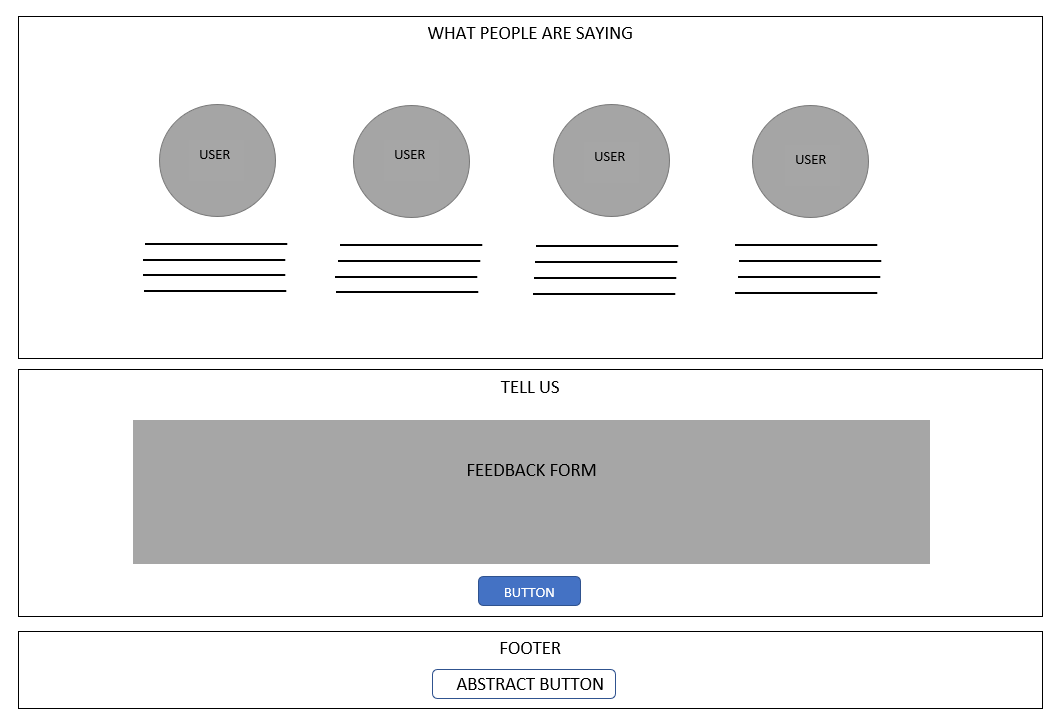 WHAT PEOPLE ARE SAYING
USER
USER
USER
USER
TELL US
FEEDBACK FORM
BUTTON
FOOTER
ABSTRACT BUTTON